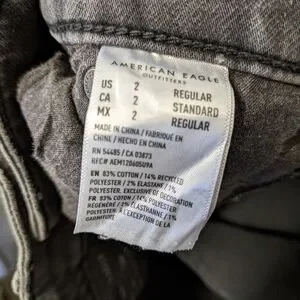 AMERICAN EAGLE
OUTFITTERS
US 2 REGULAR
CA 2 STANDARD
MX 2 REGULAR
MADE IN CHINA / FABRIQUÉ EN
CHINE / HECHO EN CHINA
RN 54485 / CA 03873
RFC# AEM120605U9A
EN 83% COTTON / 14% RECYCLED
POLYESTER / 2% ELASTANE / 1%
POLYESTER, EXCLUSIVE OF DECORATION
FR 83% COTON / 14% POLYESTER
RÉGÉNÉRÉ / 2% ÉLASTHANNE / 1%
POLYESTER, À L'EXCEPTION DE LA
GARNITURE